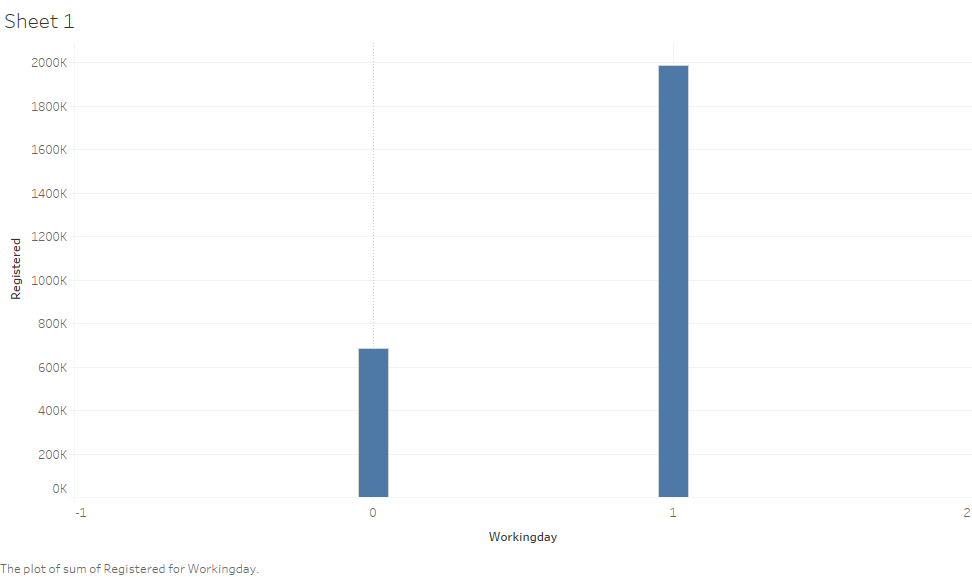 Sheet 1
2000K
1800K
1600K
1400K
1200K
1000K
800K
600K
400K
200K
0K
Registered
-1 0 1 2
Workingday
The plot of sum of Registered for Workingday.